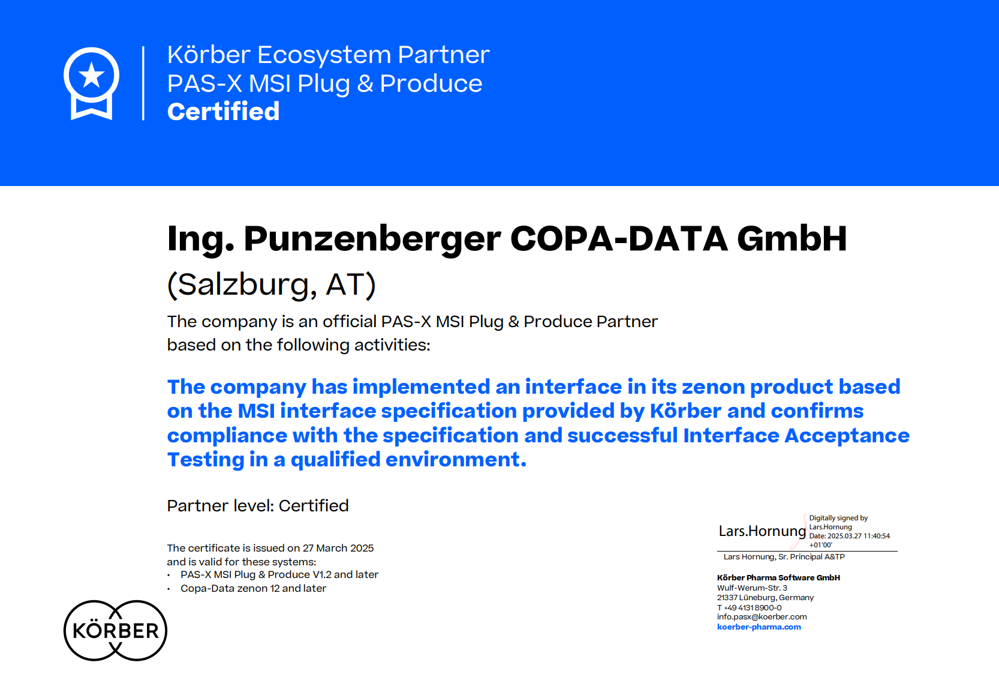 Körber Ecosystem Partner
PAS-X MSI Plug & Produce
Certified
Ing. Punzenberger COPA-DATA GmbH
(Salzburg, AT)
The company is an official PAS-X MSI Plug & Produce Partner
based on the following activities:
The company has implemented an interface in its zenon product based
on the MSI interface specification provided by Körber and confirms
compliance with the specification and successful Interface Acceptance
Testing in a qualified environment.
Partner level: Certified
The certificate is issued on 27 March 2025
and is valid for these systems:
• PAS-X MSI Plug & Produce V1.2 and later
• Copa-Data zenon 12 and later
KÖRBER
Lars.Hornung
Digitally signed by
Lars.Hornung
Date: 2025.03.27 11:40:54
+01'00'
Lars Hornung, Sr. Principal A&TP
Körber Pharma Software GmbH
Wulf-Werum-Str. 3
21337 Lüneburg, Germany
T +49 4131 8900-0
info.pasx@koerber.com
koerber-pharma.com